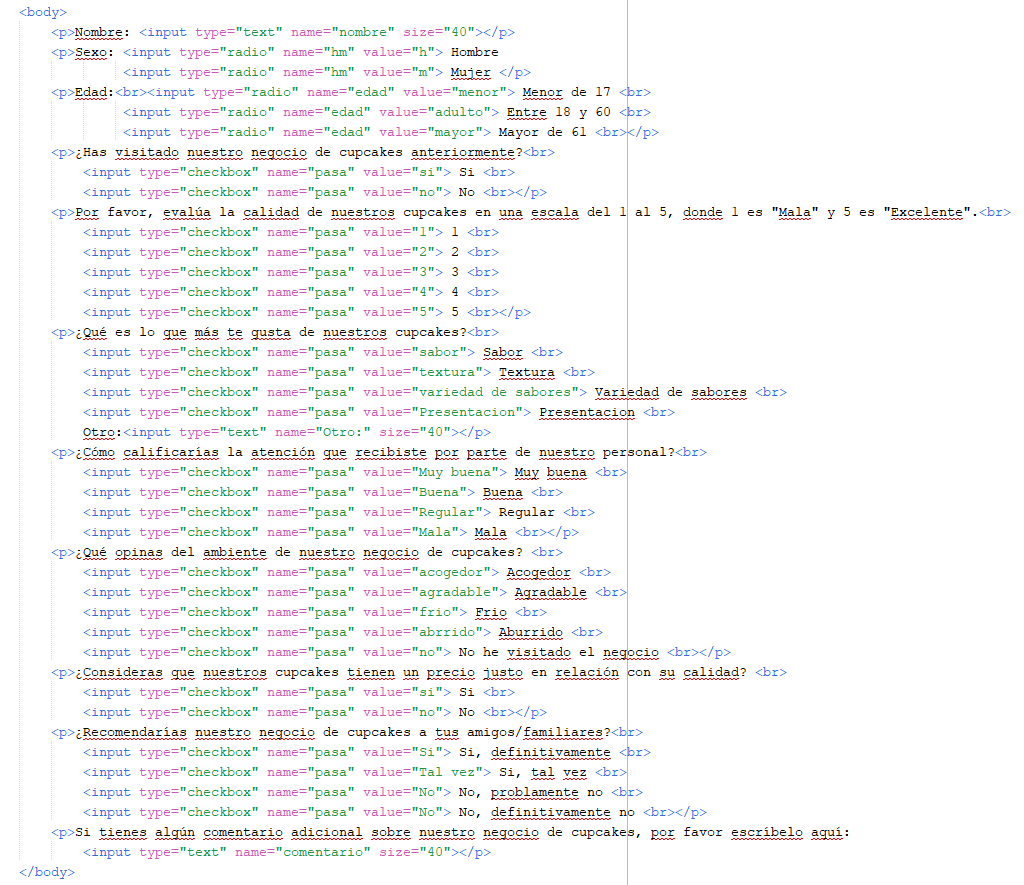 <body>
<p>Nombre: <input type="text" name="nombre" size="40"></p>
<p>Sexo: <input type="radio" name="hm" value="h"> Hombre
<input type="radio" name="hm" value="m"> Mujer </p>
<p>Edad:<br><input type="radio" name="edad" value="menor"> Menor de 17 <br>
<input type="radio" name="edad" value="adulto"> Entre 18 y 60 <br>
<input type="radio" name="edad" value="mayor"> Mayor de 61 <br></p>
<p>¿Has visitado nuestro negocio de cupcakes anteriormente?<br>
<input type="checkbox" name="pasa" value="si"> Si <br>
<input type="checkbox" name="pasa" value="no"> No <br></p>
<p>Por favor, evalúa la calidad de nuestros cupcakes en una escala del 1 al 5, donde 1 es "Mala" y 5 es "Excelente".<br>
<input type="checkbox" name="pasa" value="1"> 1 <br>
<input type="checkbox" name="pasa" value="2"> 2 <br>
<input type="checkbox" name="pasa" value="3"> 3 <br>
<input type="checkbox" name="pasa" value="4"> 4 <br>
<input type="checkbox" name="pasa" value="5"> 5 <br></p>
<p>¿Qué es lo que más te gusta de nuestros cupcakes?<br>
<input type="checkbox" name="pasa" value="sabor"> Sabor <br>
<input type="checkbox" name="pasa" value="textura"> Textura <br>
<input type="checkbox" name="pasa" value="variedad de sabores"> Variedad de sabores <br>
<input type="checkbox" name="pasa" value="Presentacion"> Presentacion <br>
Otro:<input type="text" name="Otro:" size="40"></p>
<p>¿Cómo calificarías la atención que recibiste por parte de nuestro personal?<br>
<input type="checkbox" name="pasa" value="Muy buena"> Muy buena <br>
<input type="checkbox" name="pasa" value="Buena"> Buena <br>
<input type="checkbox" name="pasa" value="Regular"> Regular <br>
<input type="checkbox" name="pasa" value="Mala"> Mala <br></p>
<p>¿Qué opinas del ambiente de nuestro negocio de cupcakes? <br>
<input type="checkbox" name="pasa" value="acogedor"> Acogedor <br>
<input type="checkbox" name="pasa" value="agradable"> Agradable <br>
<input type="checkbox" name="pasa" value="frio"> Frio <br>
<input type="checkbox" name="pasa" value="abrrido"> Aburrido <br>
<input type="checkbox" name="pasa" value="no"> No he visitado el negocio <br></p>
<p>¿Consideras que nuestros cupcakes tienen un precio justo en relación con su calidad? <br>
<input type="checkbox" name="pasa" value="si"> Si <br>
<input type="checkbox" name="pasa" value="no"> No <br></p>
<p>¿Recomendarías nuestro negocio de cupcakes a tus amigos/familiares?<br>
<input type="checkbox" name="pasa" value="Si"> Si, definitivamente <br>
<input type="checkbox" name="pasa" value="Tal vez"> Si, tal vez <br>
<input type="checkbox" name="pasa" value="No"> No, problamente no <br>
<input type="checkbox" name="pasa" value="No"> No, definitivamente no <br></p>
<p>Si tienes algún comentario adicional sobre nuestro negocio de cupcakes, por favor escríbelo aquí:
<input type="text" name="comentario" size="40"></p>
</body>